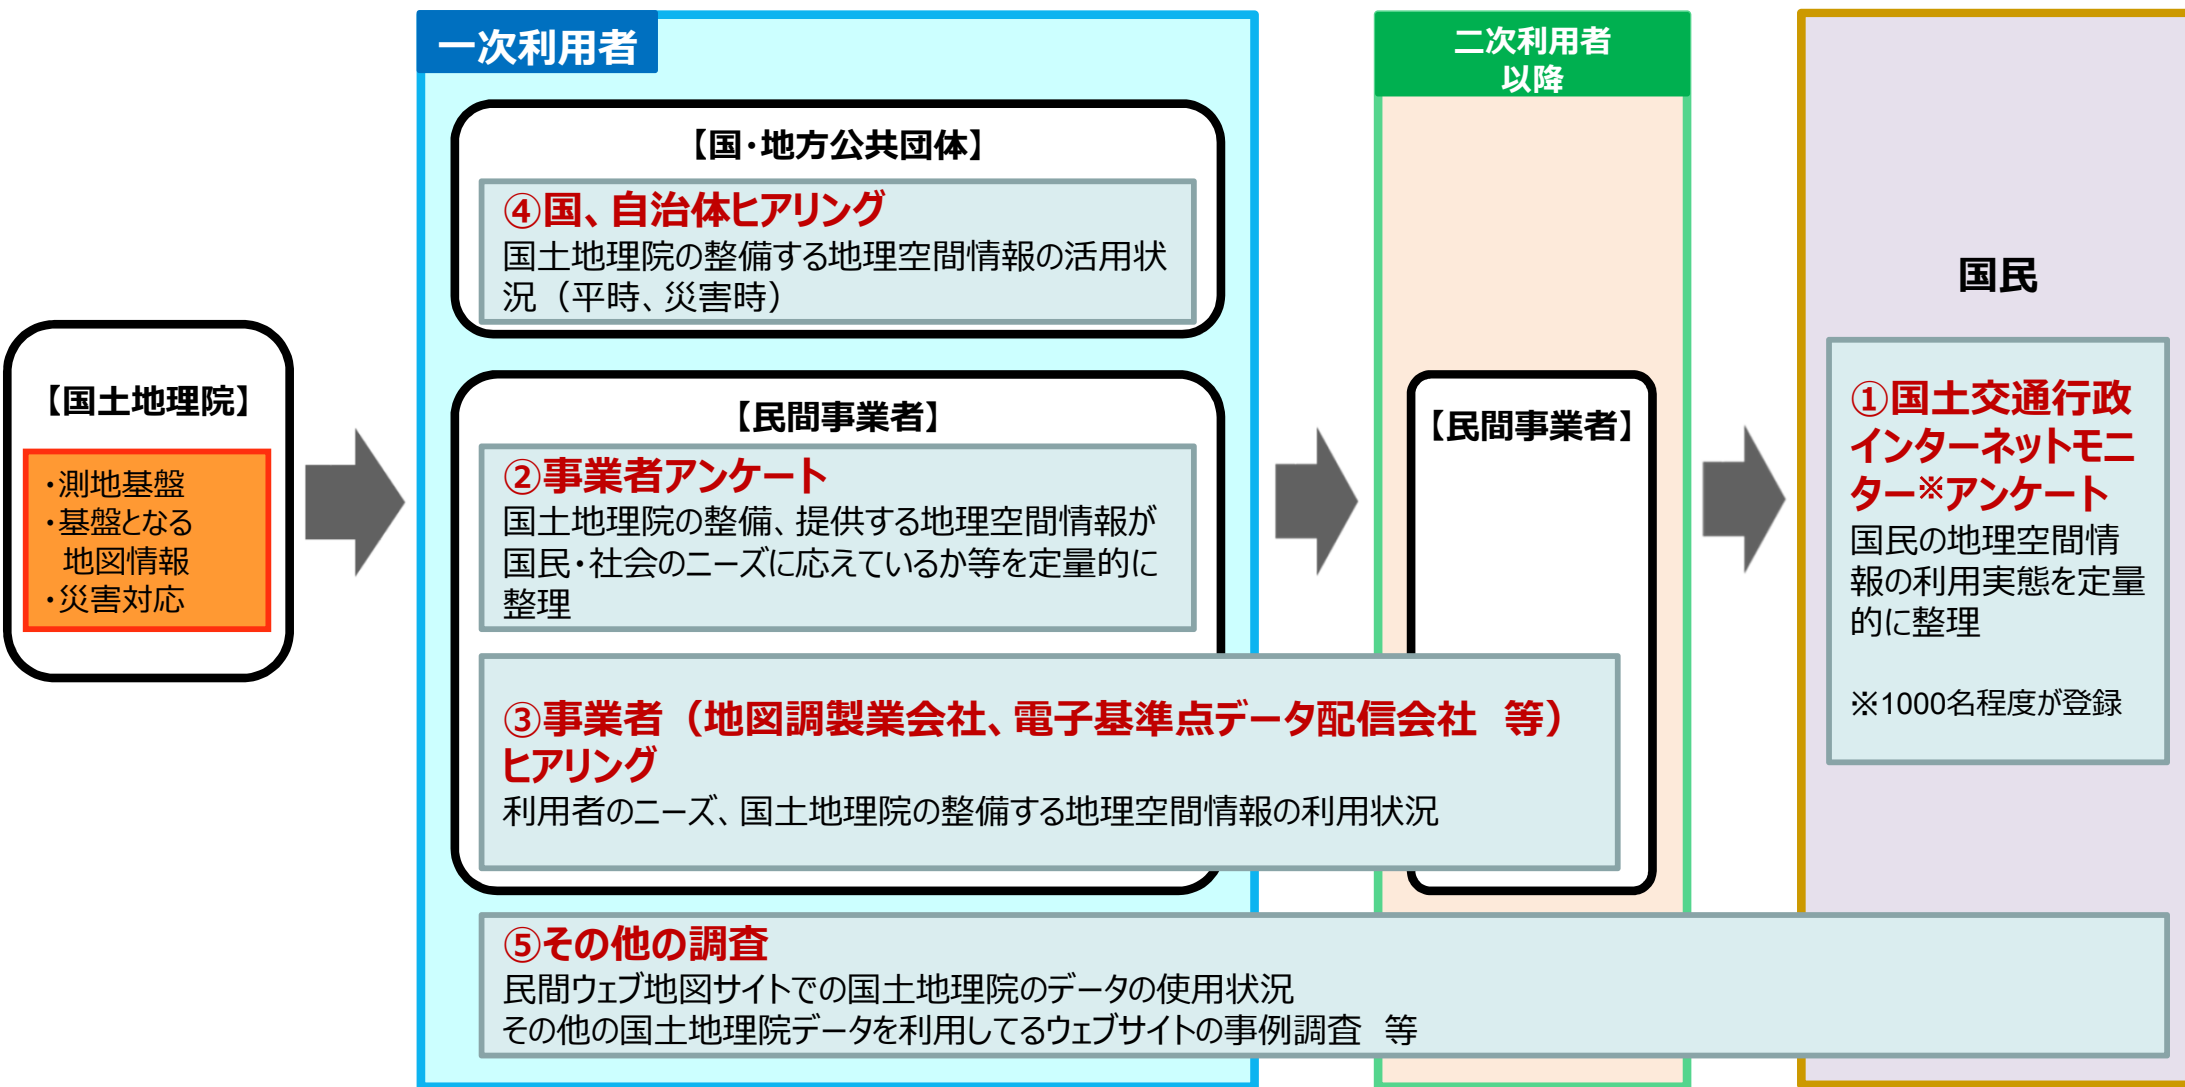 【国土地理院】
・測地基盤
・基盤となる
地図情報
・災害対応
一次利用者
【国・地方公共団体】
④国、自治体ヒアリング
国土地理院の整備する地理空間情報の活用状
況（平時、災害時）
【民間事業者】
②事業者アンケート
国土地理院の整備、提供する地理空間情報が
国民・社会のニーズに応えているか等を定量的に
整理
③事業者（地図調製業会社、電子基準点データ配信会社　等）
ヒアリング
利用者のニーズ、国土地理院の整備する地理空間情報の利用状況
⑤その他の調査
民間ウェブ地図サイトでの国土地理院のデータの使用状況
その他の国土地理院データを利用してるウェブサイトの事例調査　等
二次利用者
以降
【民間事業者】
国民
①国土交通行政
インターネットモニ
ター※アンケート
国民の地理空間情
報の利用実態を定量
的に整理
※1000名程度が登録